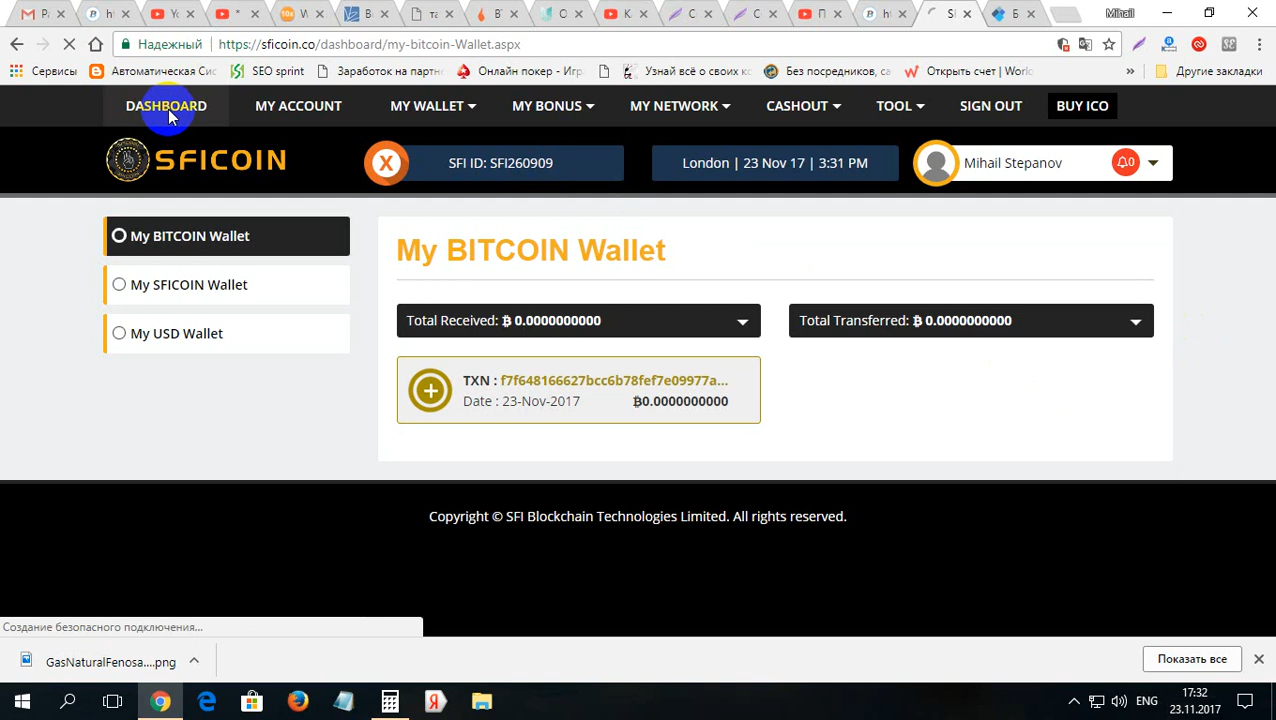 Mihail
Надежный https://sficoin.co/dashboard/my-bitcoin-Wallet.aspx
Сервисы Автоматическая Сис SEO sprint Заработок на партн Онлайн покер - Игр Узнай всё о своем кс Без посредник Открыть счет | Worl » Другие закладки
DASHBOARD MY ACCOUNT MY WALLET MY BONUS MY NETWORK CASHOUT TOOL SIGN OUT BUY ICO
SFICOIN X SFI ID: SFI260909 London | 23 Nov 17 | 3:31 PM Mihail Stepanov 0
My BITCOIN Wallet
My SFICOIN Wallet
My USD Wallet
My BITCOIN Wallet
Total Received: ₿ 0.0000000000 Total Transferred: ₿ 0.0000000000
TXN : f7f648166627bcc6b78fef7e09977a...
Date : 23-Nov-2017 ₿0.0000000000
Copyright © SFI Blockchain Technologies Limited. All rights reserved.
Создание безопасного подключения...
GasNaturalFenosa....png Показать все
ENG 17:32
23.11.2017